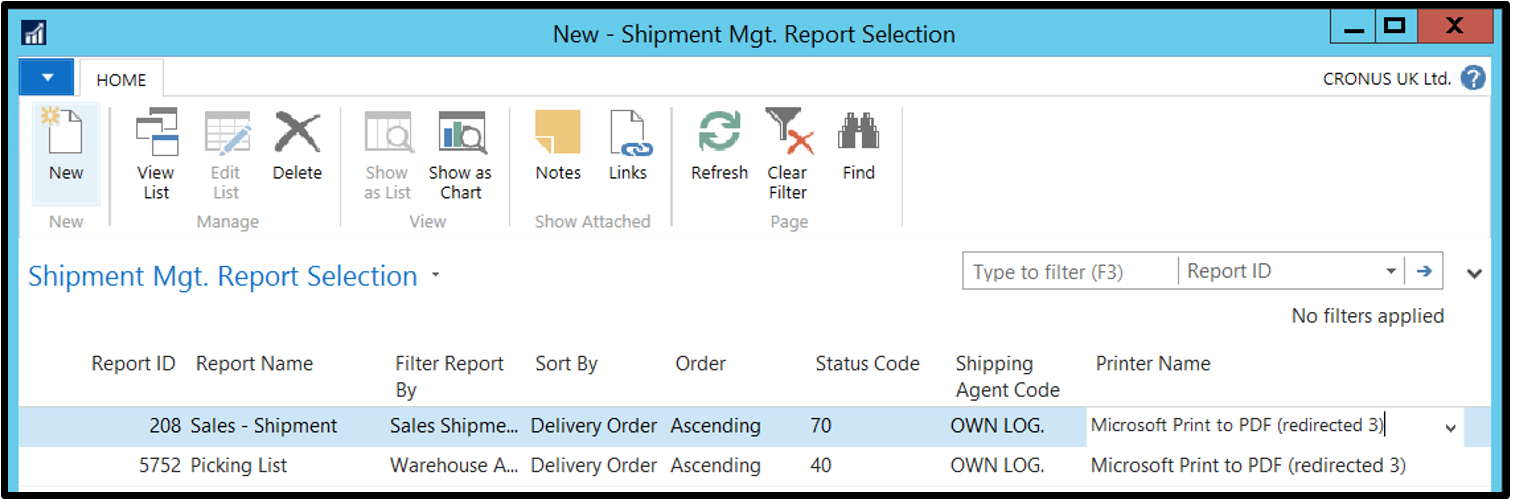 New - Shipment Mgt. Report Selection
HOME
CRONUS UK Ltd.
New
View List
Edit List
Delete
Show as List
Show as Chart
Notes
Links
Refresh
Clear Filter
Find
New
Manage
View
Show Attached
Page
Shipment Mgt. Report Selection
Type to filter (F3)
Report ID
No filters applied
Report ID Report Name Filter Report By Sort By Order Status Code Shipping Agent Code Printer Name
208 Sales - Shipment Sales Shipme... Delivery Order Ascending 70 OWN LOG. Microsoft Print to PDF (redirected 3)
5752 Picking List Warehouse A... Delivery Order Ascending 40 OWN LOG. Microsoft Print to PDF (redirected 3)